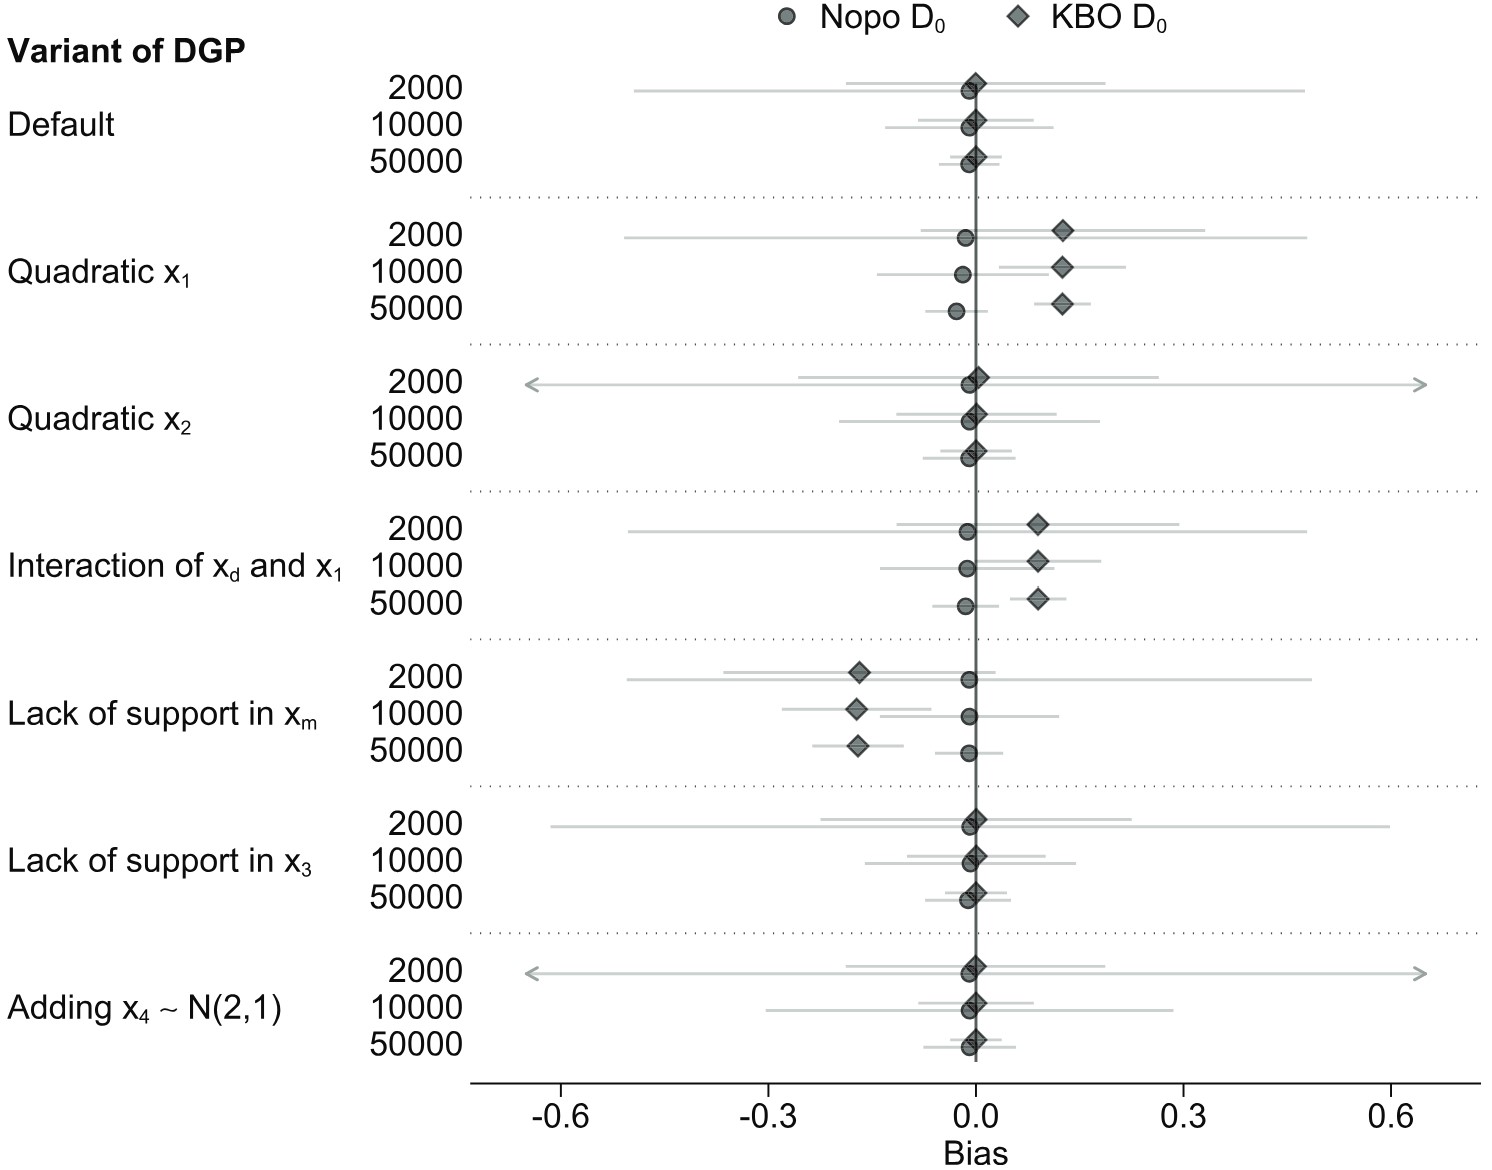 Nopo D₀ KBO D₀
Variant of DGP
2000
Default 10000
50000
2000
Quadratic x₁ 10000
50000
2000
Quadratic x₂ 10000
50000
2000
Interaction of x_d and x₁ 10000
50000
2000
Lack of support in xₘ 10000
50000
2000
Lack of support in x₃ 10000
50000
2000
Adding x₄ ~ N(2,1) 10000
50000
-0.6 -0.3 0.0 0.3 0.6
Bias